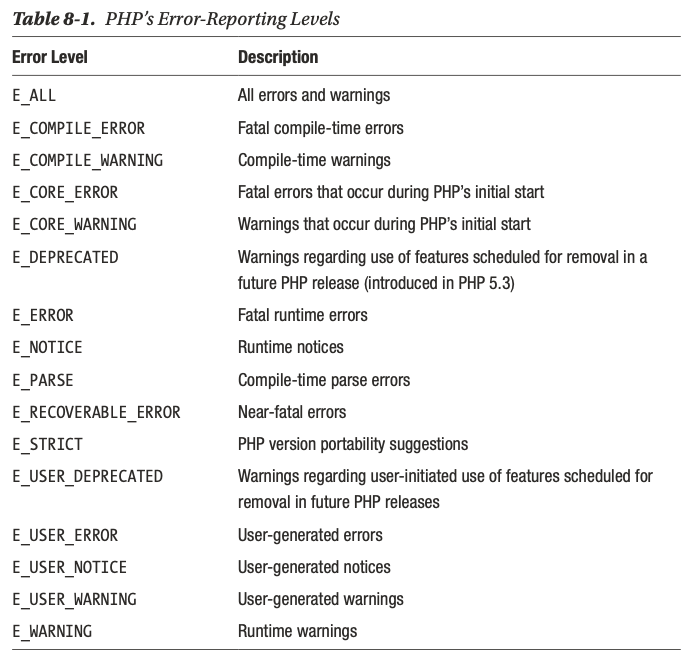 Table 8-1. PHP’s Error-Reporting Levels
Error Level Description
E_ALL All errors and warnings
E_COMPILE_ERROR Fatal compile-time errors
E_COMPILE_WARNING Compile-time warnings
E_CORE_ERROR Fatal errors that occur during PHP’s initial start
E_CORE_WARNING Warnings that occur during PHP’s initial start
E_DEPRECATED Warnings regarding use of features scheduled for removal in a
future PHP release (introduced in PHP 5.3)
E_ERROR Fatal runtime errors
E_NOTICE Runtime notices
E_PARSE Compile-time parse errors
E_RECOVERABLE_ERROR Near-fatal errors
E_STRICT PHP version portability suggestions
E_USER_DEPRECATED Warnings regarding user-initiated use of features scheduled for
removal in future PHP releases
E_USER_ERROR User-generated errors
E_USER_NOTICE User-generated notices
E_USER_WARNING User-generated warnings
E_WARNING Runtime warnings